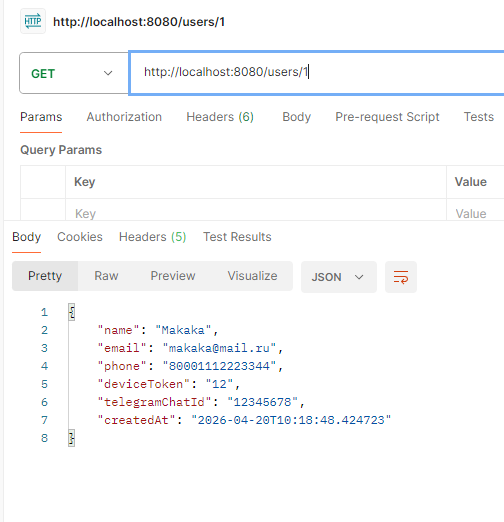 HTTP http://localhost:8080/users/1
GET http://localhost:8080/users/1
Params Authorization Headers (6) Body Pre-request Script Tests
Query Params
Key Value
Key Value
Body Cookies Headers (5) Test Results
Pretty Raw Preview Visualize JSON
1 {
2 "name": "Makaka",
3 "email": "makaka@mail.ru",
4 "phone": "80001112223344",
5 "deviceToken": "12",
6 "telegramChatId": "12345678",
7 "createdAt": "2026-04-20T10:18:48.424723"
8 }